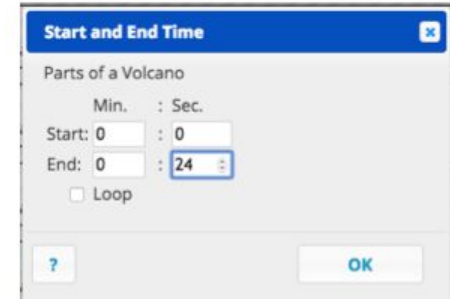 Start and End Time
Parts of a Volcano
Min. : Sec.
Start: 0 : 0
End: 0 : 24
Loop
? OK